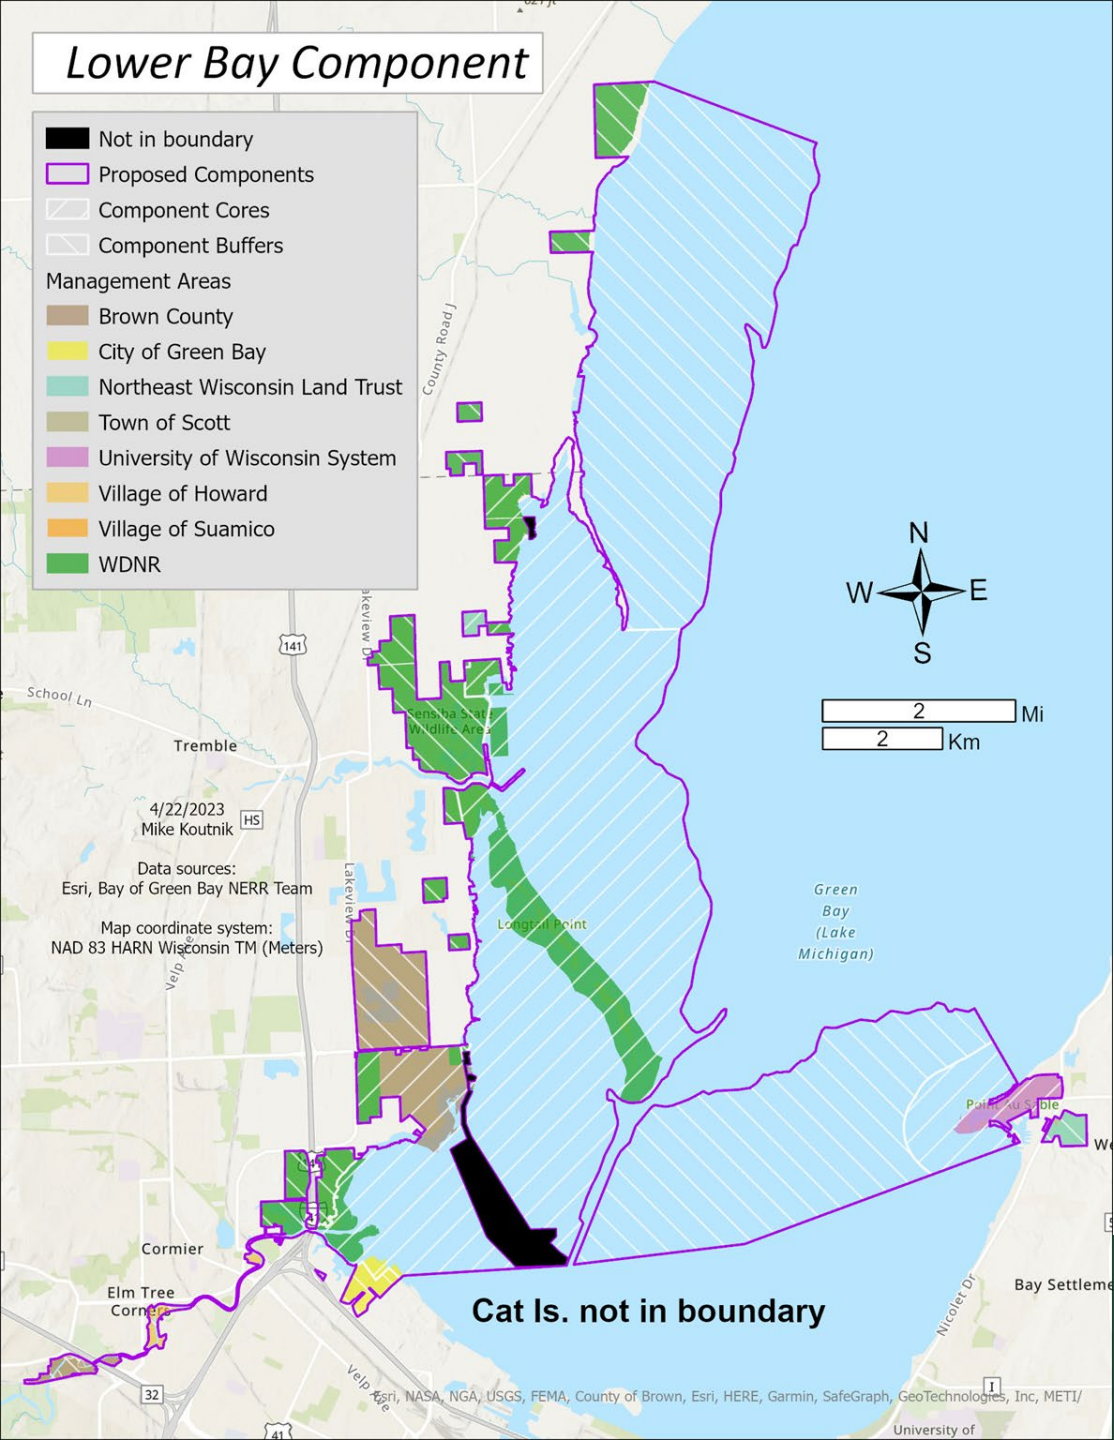 Lower Bay Component
Not in boundary
Proposed Components
Component Cores
Component Buffers
Management Areas
Brown County
City of Green Bay
Northeast Wisconsin Land Trust
Town of Scott
University of Wisconsin System
Village of Howard
Village of Suamico
WDNR
County Road J
N
W
E
S
2 Mi
2 Km
141
School Ln
Tremble
Sensiba State
Wildlife Area
4/22/2023
Mike Koutnik
HS
Data sources:
Esri, Bay of Green Bay NERR Team
Map coordinate system:
NAD 83 HARN Wisconsin TM (Meters)
Lakeview Dr
Velp Ave
Longtail Point
Green
Bay
(Lake
Michigan)
Point Au Sable
We
Cormier
Elm Tree
Corners
Bay Settleme
Nicolet Dr
Cat Is. not in boundary
32
Velp Ave
41
I
Esri, NASA, NGA, USGS, FEMA, County of Brown, Esri, HERE, Garmin, SafeGraph, GeoTechnologies, Inc, METI/
University of